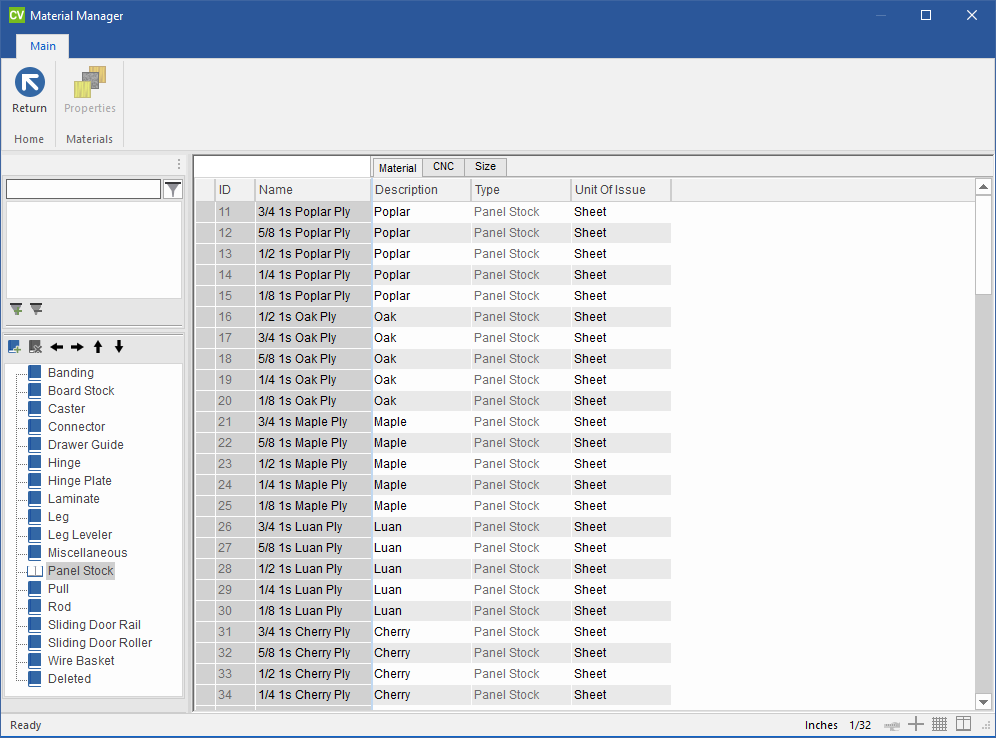 CV Material Manager
Main
Return Properties
Home Materials
Material CNC Size
ID Name Description Type Unit Of Issue
11 3/4 1s Poplar Ply Poplar Panel Stock Sheet
12 5/8 1s Poplar Ply Poplar Panel Stock Sheet
13 1/2 1s Poplar Ply Poplar Panel Stock Sheet
14 1/4 1s Poplar Ply Poplar Panel Stock Sheet
15 1/8 1s Poplar Ply Poplar Panel Stock Sheet
16 1/2 1s Oak Ply Oak Panel Stock Sheet
17 3/4 1s Oak Ply Oak Panel Stock Sheet
18 5/8 1s Oak Ply Oak Panel Stock Sheet
19 1/4 1s Oak Ply Oak Panel Stock Sheet
20 1/8 1s Oak Ply Oak Panel Stock Sheet
21 3/4 1s Maple Ply Maple Panel Stock Sheet
22 5/8 1s Maple Ply Maple Panel Stock Sheet
23 1/2 1s Maple Ply Maple Panel Stock Sheet
24 1/4 1s Maple Ply Maple Panel Stock Sheet
25 1/8 1s Maple Ply Maple Panel Stock Sheet
26 3/4 1s Luan Ply Luan Panel Stock Sheet
27 5/8 1s Luan Ply Luan Panel Stock Sheet
28 1/2 1s Luan Ply Luan Panel Stock Sheet
29 1/4 1s Luan Ply Luan Panel Stock Sheet
30 1/8 1s Luan Ply Luan Panel Stock Sheet
31 3/4 1s Cherry Ply Cherry Panel Stock Sheet
32 5/8 1s Cherry Ply Cherry Panel Stock Sheet
33 1/2 1s Cherry Ply Cherry Panel Stock Sheet
34 1/4 1s Cherry Ply Cherry Panel Stock Sheet
Banding
Board Stock
Caster
Connector
Drawer Guide
Hinge
Hinge Plate
Laminate
Leg
Leg Leveler
Miscellaneous
Panel Stock
Pull
Rod
Sliding Door Rail
Sliding Door Roller
Wire Basket
Deleted
Ready Inches 1/32